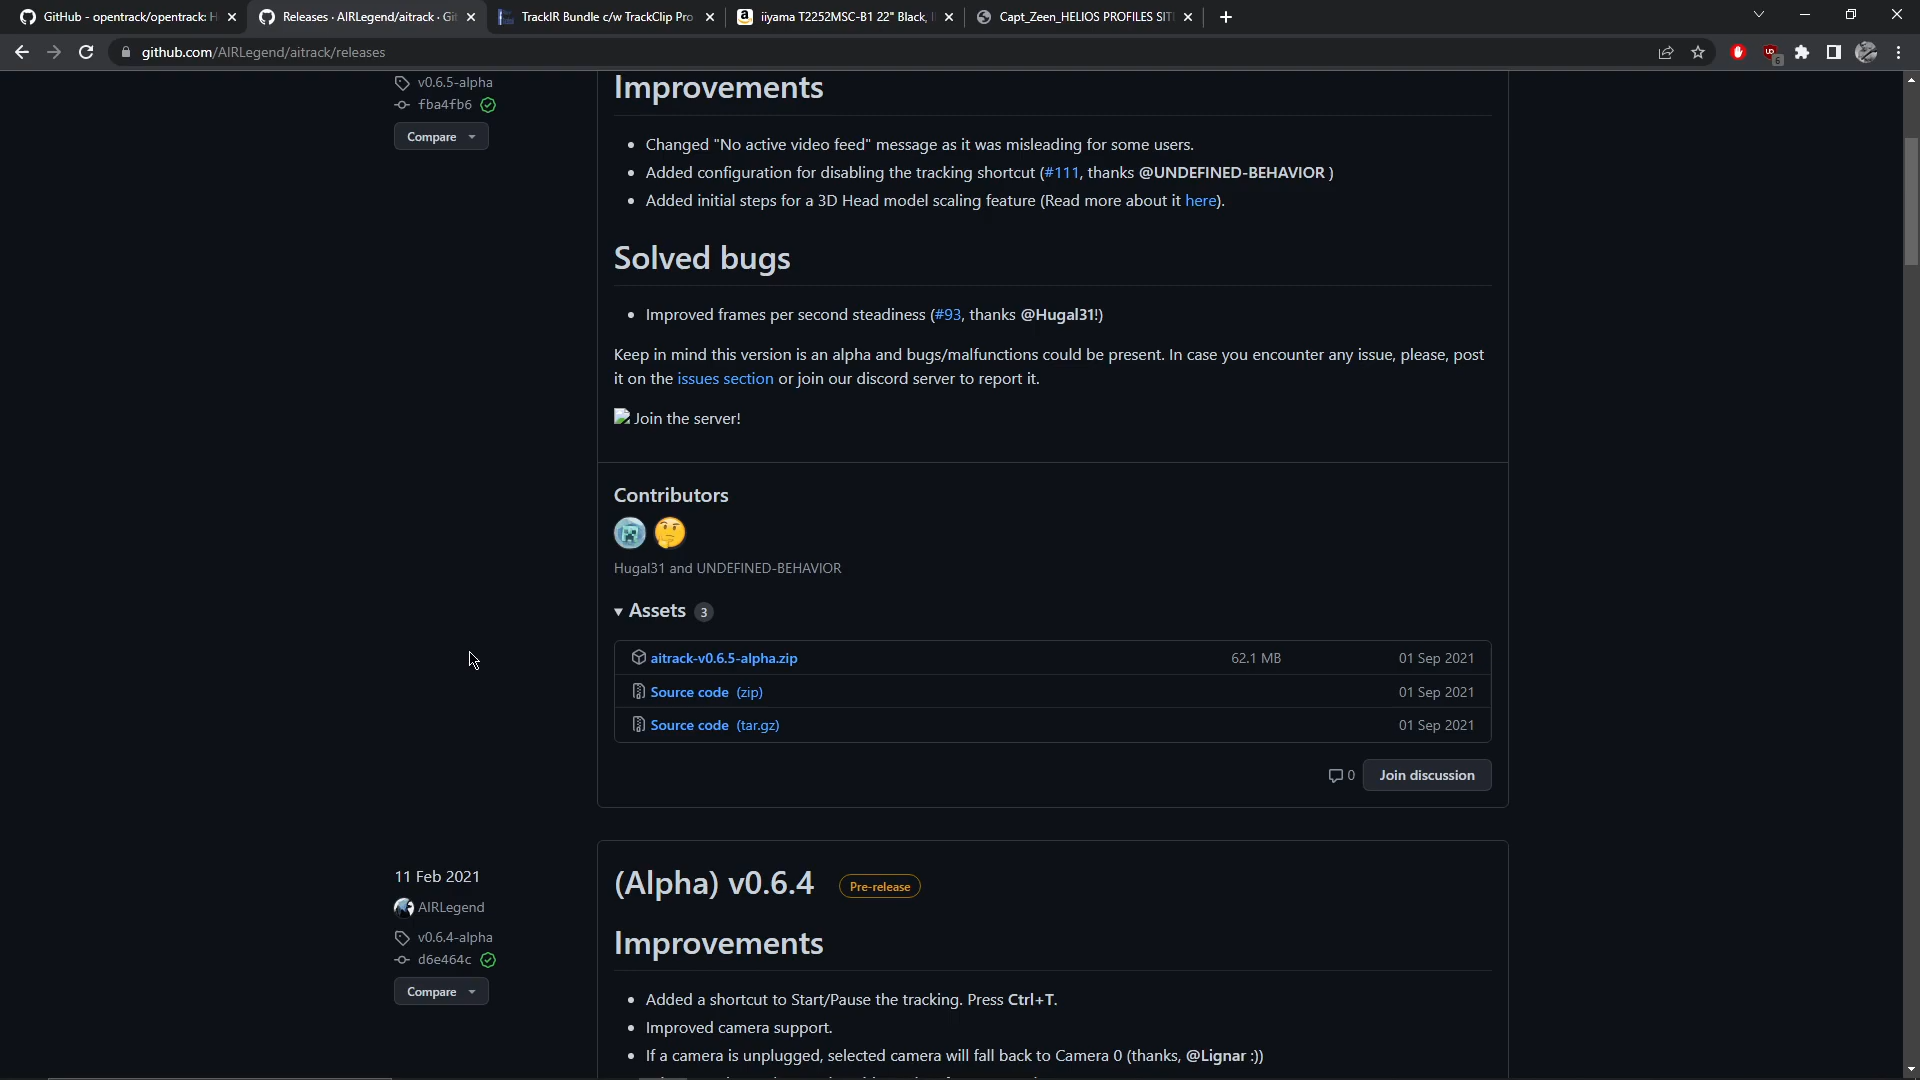 GitHub - opentrack/opentrack: H
Releases · AIRLegend/aitrack · Git
TrackIR Bundle c/w TrackClip Pro
iiyama T2252MSC-B1 22" Black,
Capt_Zeen_HELIOS PROFILES SIT
github.com/AIRLegend/aitrack/releases
6
v0.6.5-alpha
fba4fb6
Compare
Improvements
Changed "No active video feed" message as it was misleading for some users.
Added configuration for disabling the tracking shortcut (#111, thanks @UNDEFINED-BEHAVIOR )
Added initial steps for a 3D Head model scaling feature (Read more about it here).
Solved bugs
Improved frames per second steadiness (#93, thanks @Hugal31!)
Keep in mind this version is an alpha and bugs/malfunctions could be present. In case you encounter any issue, please, post
it on the issues section or join our discord server to report it.
Join the server!
Contributors
Hugal31 and UNDEFINED-BEHAVIOR
Assets 3
aitrack-v0.6.5-alpha.zip 62.1 MB 01 Sep 2021
Source code (zip) 01 Sep 2021
Source code (tar.gz) 01 Sep 2021
0 Join discussion
11 Feb 2021
AIRLegend
v0.6.4-alpha
d6e464c
Compare
(Alpha) v0.6.4 Pre-release
Improvements
Added a shortcut to Start/Pause the tracking. Press Ctrl+T.
Improved camera support.
If a camera is unplugged, selected camera will fall back to Camera 0 (thanks, @Lignar :))